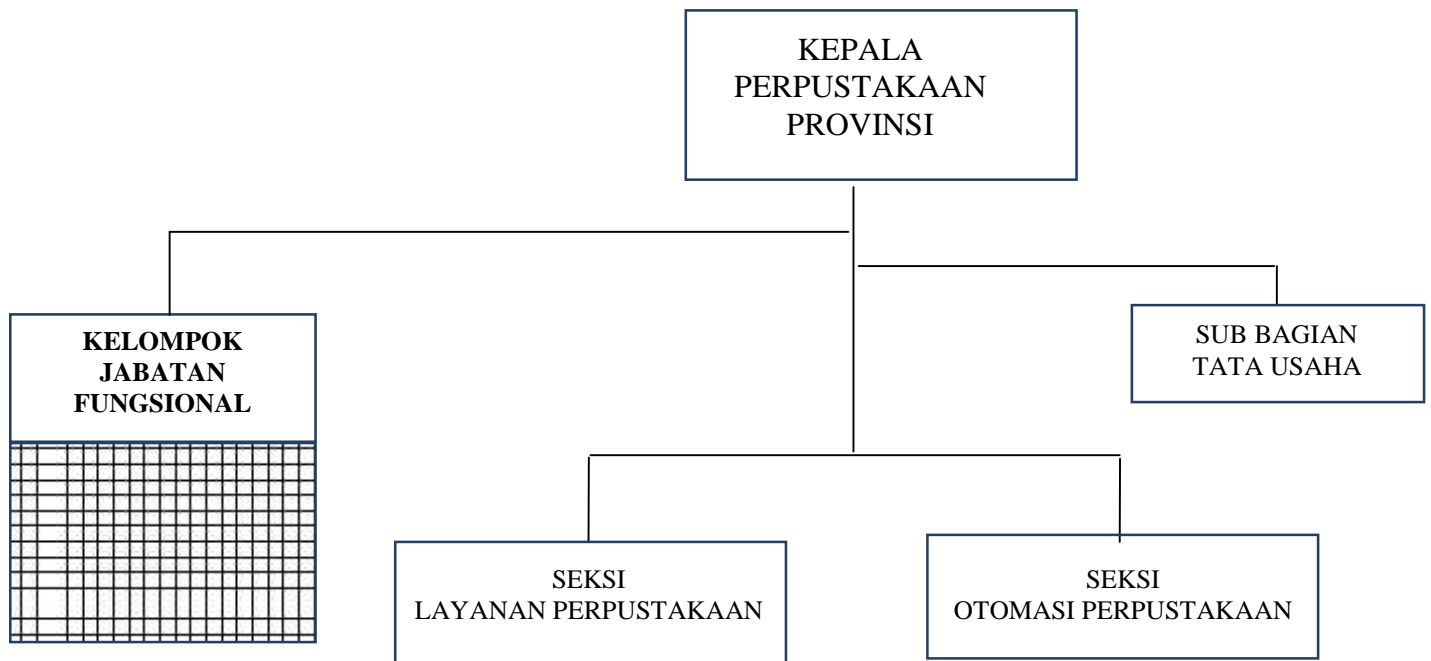 KEPALA
PERPUSTAKAAN
PROVINSI
KELOMPOK
JABATAN
FUNGSIONAL
SUB BAGIAN
TATA USAHA
SEKSI
LAYANAN PERPUSTAKAAN
SEKSI
OTOMASI PERPUSTAKAAN